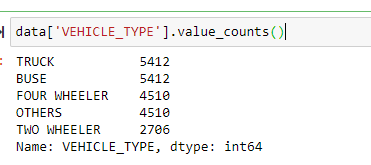 data['VEHICLE_TYPE'].value_counts()
TRUCK 5412
BUSE 5412
FOUR WHEELER 4510
OTHERS 4510
TWO WHEELER 2706
Name: VEHICLE_TYPE, dtype: int64